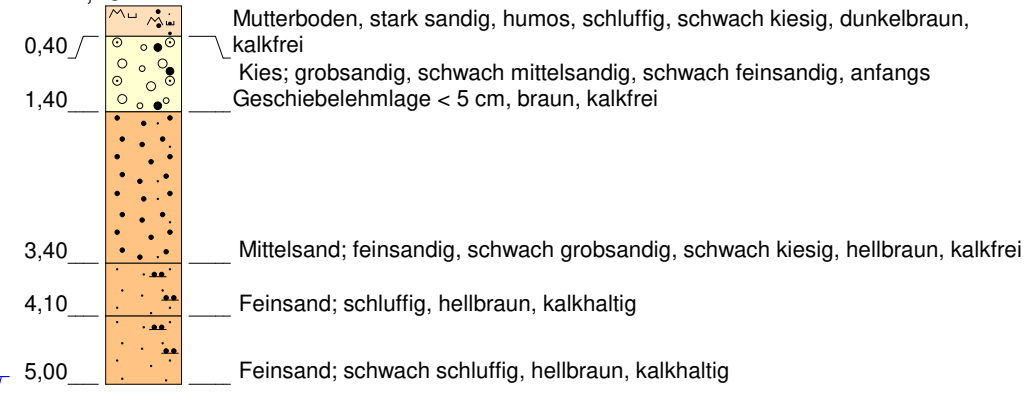 Mutterboden, stark sandig, humos, schluffig, schwach kiesig, dunkelbraun,
0,40 kalkfrei
Kies; grobsandig, schwach mittelsandig, schwach feinsandig, anfangs
1,40 Geschiebelehmlage < 5 cm, braun, kalkfrei
3,40 Mittelsand; feinsandig, schwach grobsandig, schwach kiesig, hellbraun, kalkfrei
4,10 Feinsand; schluffig, hellbraun, kalkhaltig
5,00 Feinsand; schwach schluffig, hellbraun, kalkhaltig